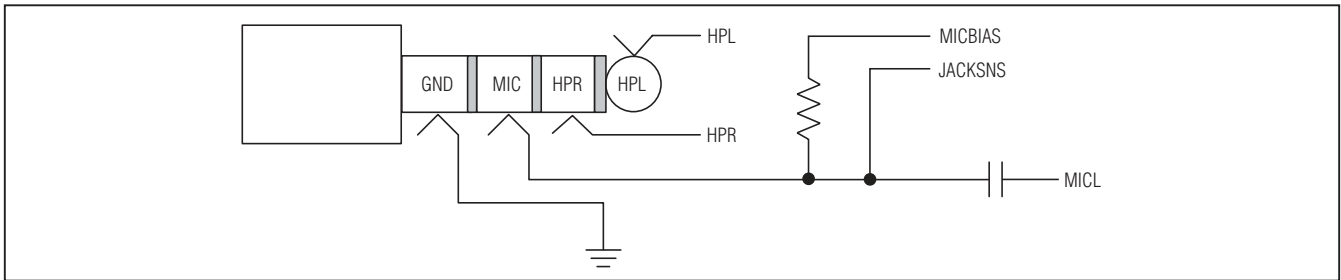 HPL
MICBIAS
JACKSNS
GND
MIC
HPR
HPL
HPR
MICL